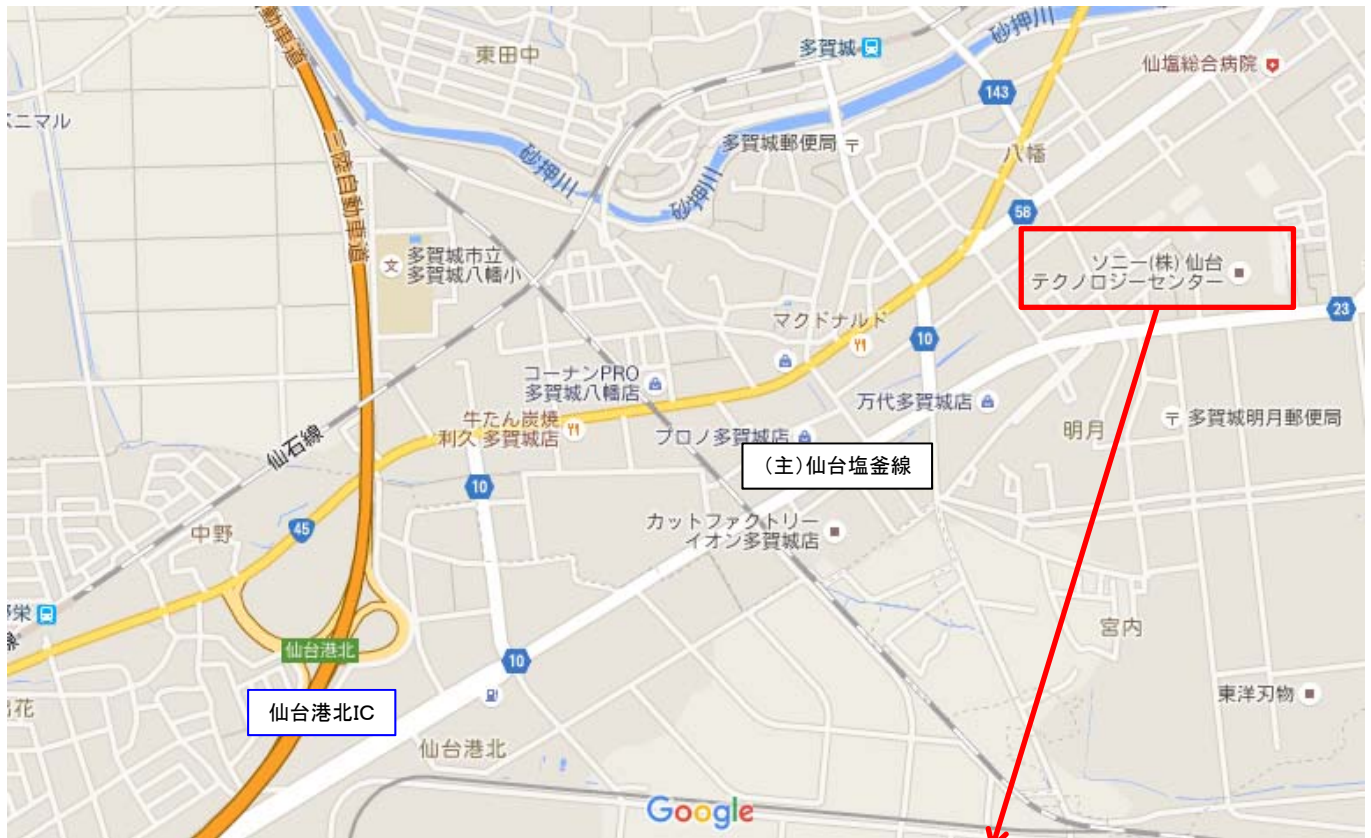 動車道
東田中
多賀城
砂押川
仙塩総合病院
143
ニマル
多賀城郵便局 〒
八幡
三陸自動車道
砂押川
砂押川
58
文 多賀城市立
多賀城八幡小
ソニー(株) 仙台
テクノロジーセンター
マクドナルド
23
10
コーナンPRO
多賀城八幡店
万代多賀城店
牛たん炭焼
利久 多賀城店
プロノ多賀城店
明月
〒 多賀城明月郵便局
仙石線
(主)仙台塩釜線
10
45
中野
カットファクトリー
イオン多賀城店
栄
宮内
仙台港北
10
東洋刃物
花
仙台港北IC
仙台港北
Google